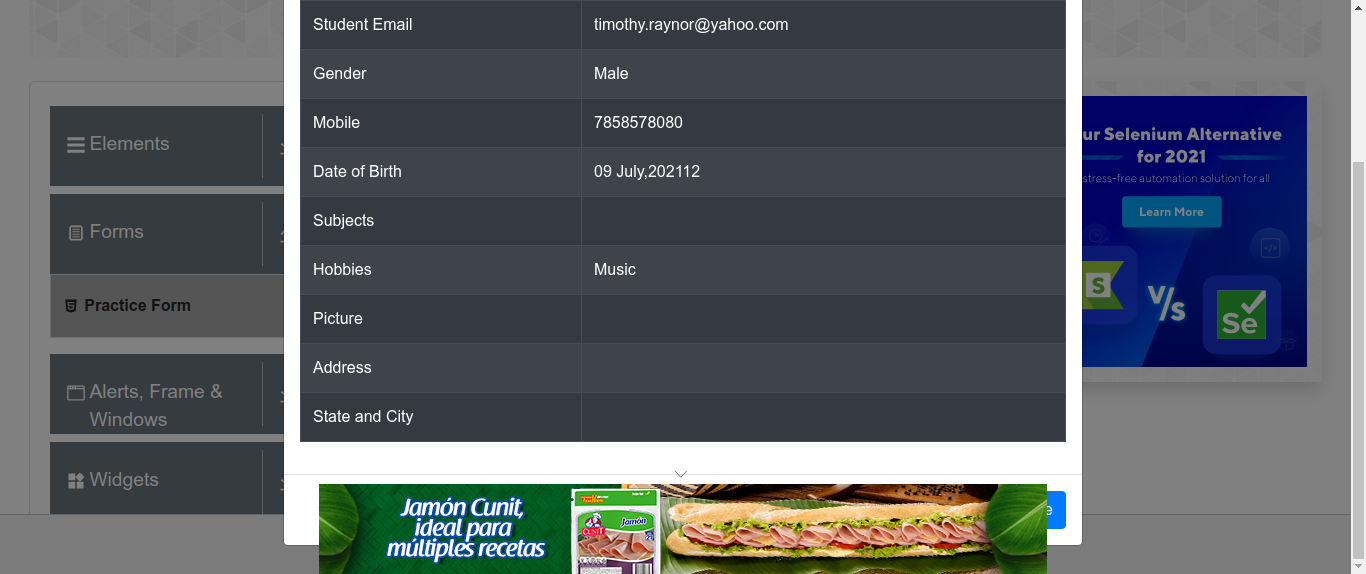 Student Email timothy.raynor@yahoo.com
Gender Male
Mobile 7858578080
Date of Birth 09 July,202112
Subjects
Hobbies Music
Picture
Address
State and City
Elements
Forms
Practice Form
Alerts, Frame &
Windows
Widgets
ur Selenium Alternative
for 2021
stress-free automation solution for all
Learn More
S
V/s
Se
Jamón Cunit,
ideal para
múltiples recetas
CUNIT
Jamón
e